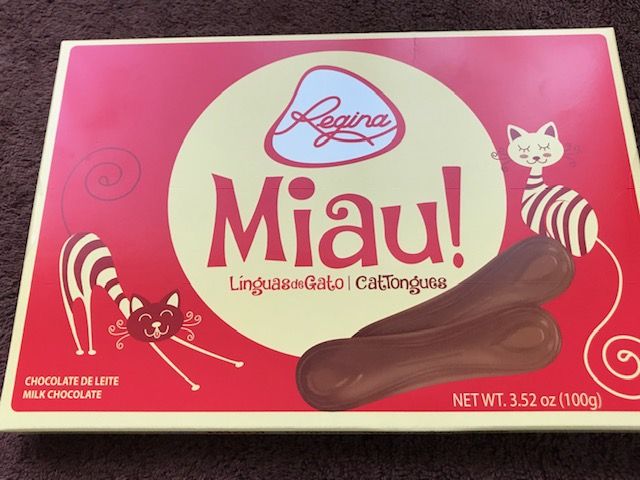 Regina
Miau!
LínguasdeGato | CatTongues
CHOCOLATE DE LEITE
MILK CHOCOLATE
NET WT. 3.52 oz (100g)